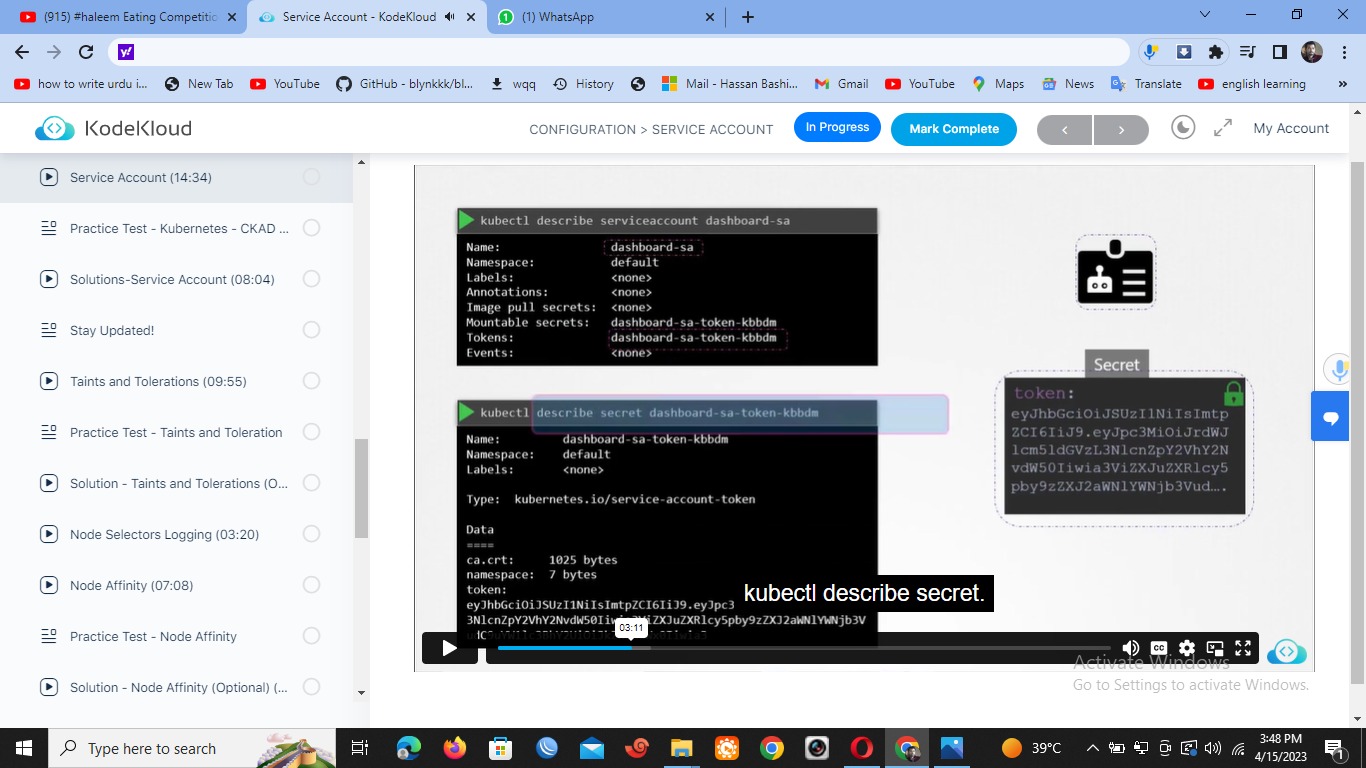 (915) #haleem Eating Competitio
Service Account - KodeKloud
(1) WhatsApp
how to write urdu i...
New Tab
YouTube
GitHub - blynkkk/bl...
wqq
History
Mail - Hassan Bashi...
Gmail
YouTube
Maps
News
Translate
english learning
»
KodeKloud
CONFIGURATION > SERVICE ACCOUNT
In Progress
Mark Complete
My Account
Service Account (14:34)
Practice Test - Kubernetes - CKAD ...
Solutions-Service Account (08:04)
Stay Updated!
Taints and Tolerations (09:55)
Practice Test - Taints and Toleration
Solution - Taints and Tolerations (O...
Node Selectors Logging (03:20)
Node Affinity (07:08)
Practice Test - Node Affinity
Solution - Node Affinity (Optional) (...
kubectl describe serviceaccount dashboard-sa
Name: dashboard-sa
Namespace: default
Labels: <none>
Annotations: <none>
Image pull secrets: <none>
Mountable secrets: dashboard-sa-token-kbbdm
Tokens: dashboard-sa-token-kbbdm
Events: <none>
kubectl describe secret dashboard-sa-token-kbbdm
Name: dashboard-sa-token-kbbdm
Namespace: default
Labels: <none>
Type: kubernetes.io/service-account-token
Data
====
ca.crt: 1025 bytes
namespace: 7 bytes
token:
eyJhbGciOiJSUzI1NiIsImtpZCI6IiJ9.eyJpc3
Secret
token:
eyJhbGciOiJSUzI1NiIsImtp
ZCI6IiJ9.eyJpc3MiOiJrdWJ
lcm5ldGVzL3NlcnZpY2VhY2N
vdW50Iiwia3ViZXJuZXRlcy5
pby9zZXJ2aWNlYWNjb3Vud….
kubectl describe secret.
03:11
CC
Activate Windows
Go to Settings to activate Windows.
Type here to search
39°C
3:48 PM
4/15/2023
1